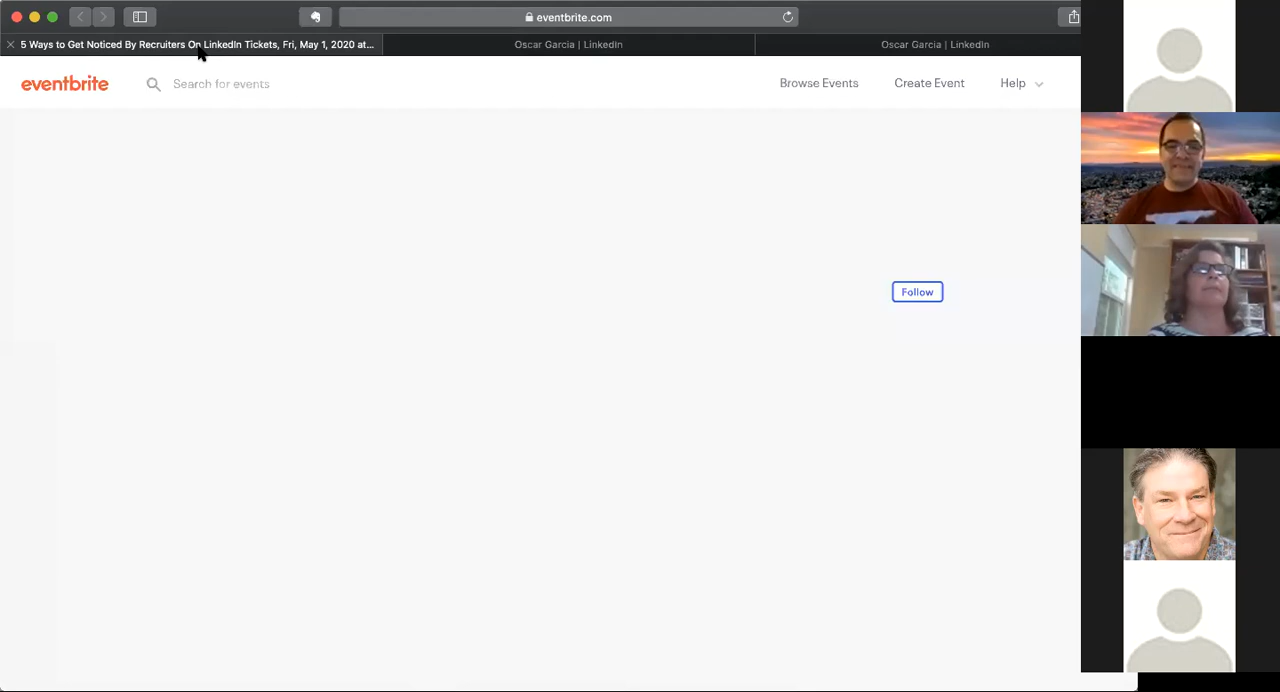 eventbrite.com
5 Ways to Get Noticed By Recruiters On LinkedIn Tickets, Fri, May 1, 2020 at...
Oscar Garcia | LinkedIn
Oscar Garcia | LinkedIn
eventbrite
Search for events
Browse Events
Create Event
Help
Follow